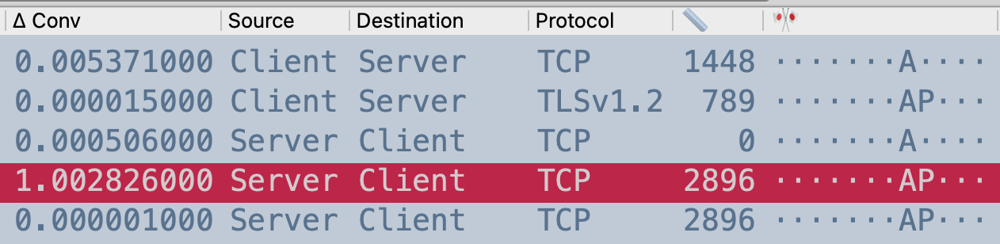 Δ Conv Source Destination Protocol
0.005371000 Client Server TCP 1448 ·······A····
0.000015000 Client Server TLSv1.2 789 ·······AP···
0.000506000 Server Client TCP 0 ·······A····
1.002826000 Server Client TCP 2896 ·······AP···
0.000001000 Server Client TCP 2896 ·······AP···